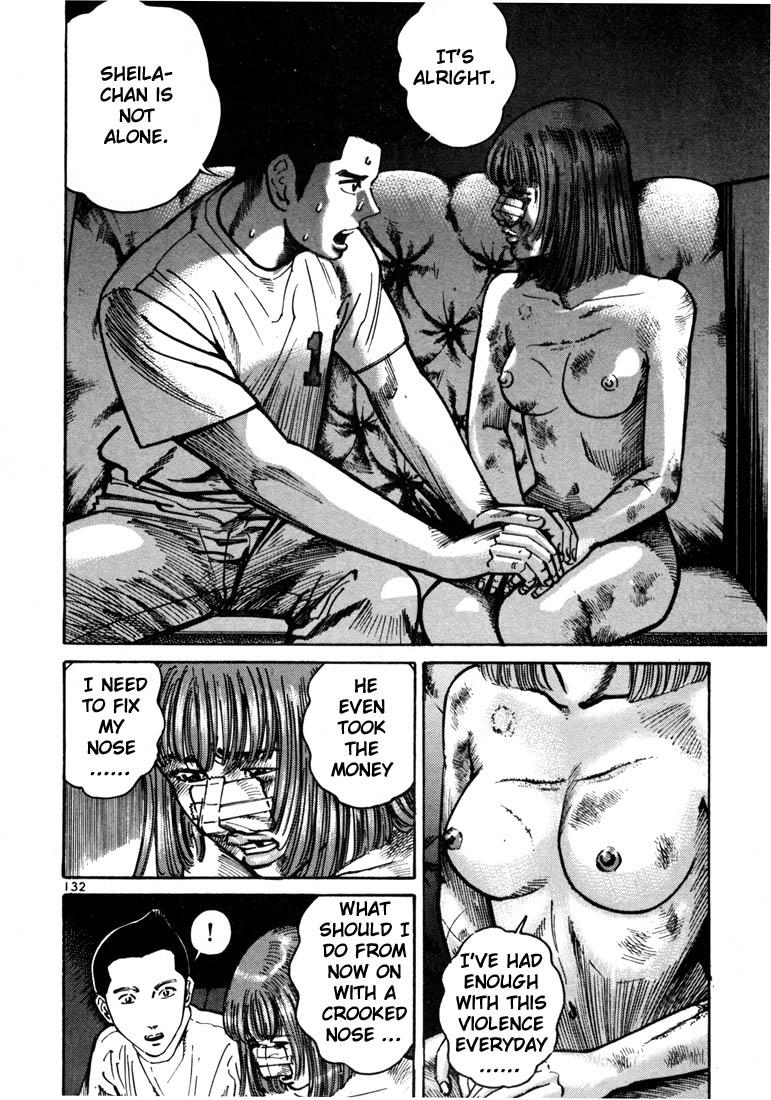 IT'S
ALRIGHT.
SHEILA-
CHAN IS
NOT
ALONE.
1
I'VE HAD
ENOUGH
WITH THIS
VIOLENCE
EVERYDAY
......
HE
EVEN
TOOK
THE
MONEY
I NEED
TO FIX
MY
NOSE
......
132
WHAT
SHOULD I
DO FROM
NOW ON
WITH A
CROOKED
NOSE ...
!